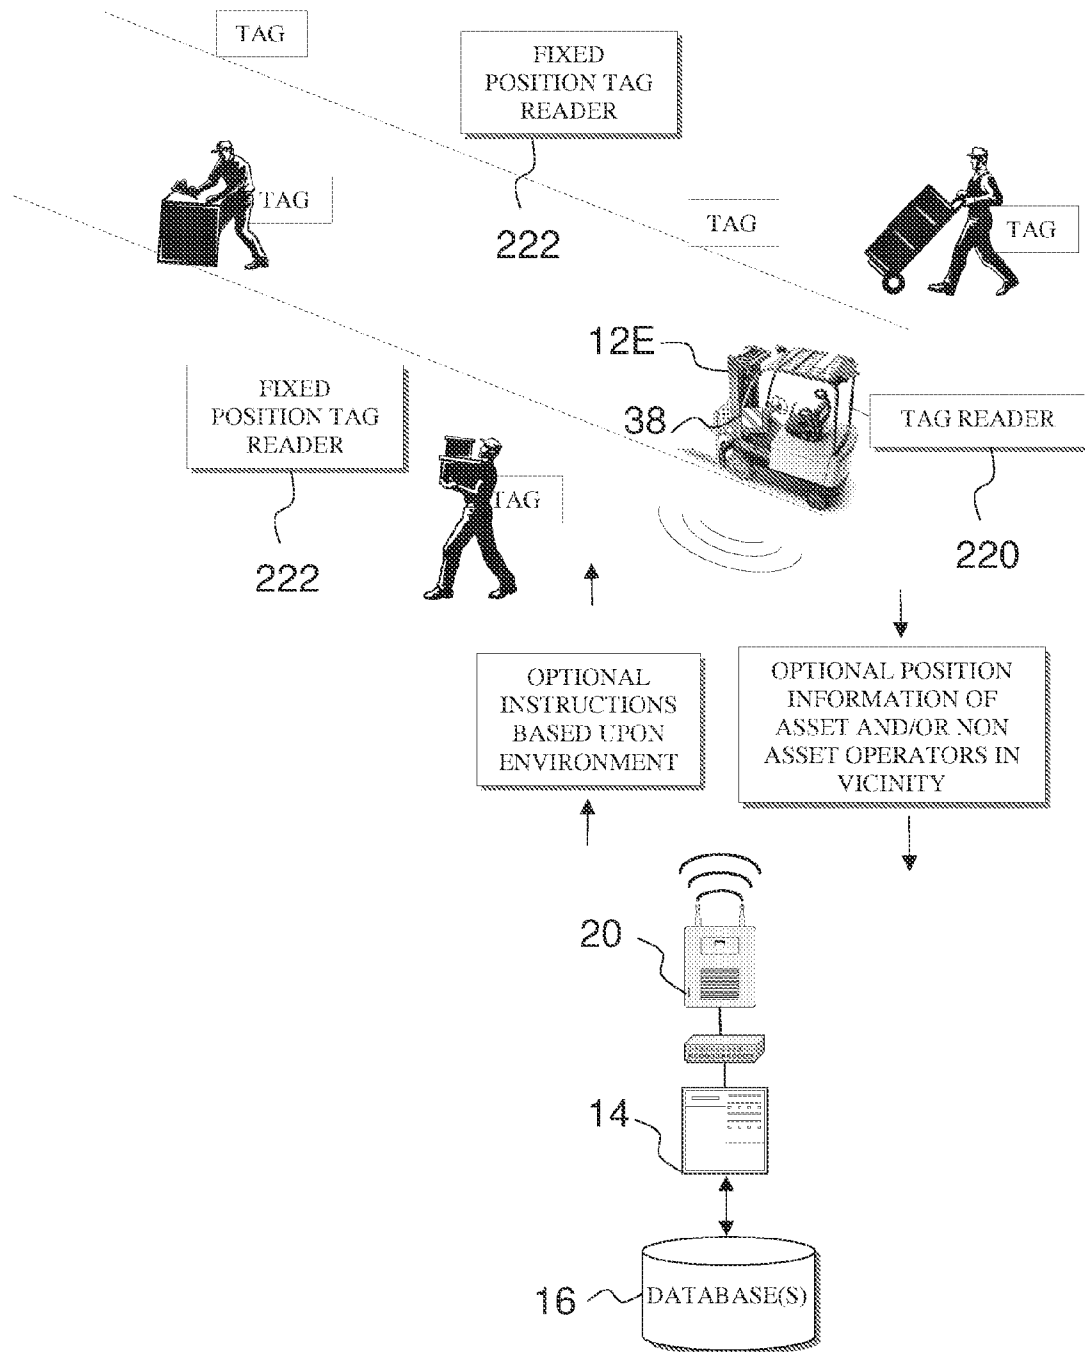 TAG
FIXED
POSITION TAG
READER
TAG
222
TAG
TAG
12E
FIXED
POSITION TAG
READER
38
TAG READER
TAG
222
220
OPTIONAL
INSTRUCTIONS
BASED UPON
ENVIRONMENT
OPTIONAL POSITION
INFORMATION OF
ASSET AND/OR NON
ASSET OPERATORS IN
VICINITY
20
14
16
DATABASE(S)